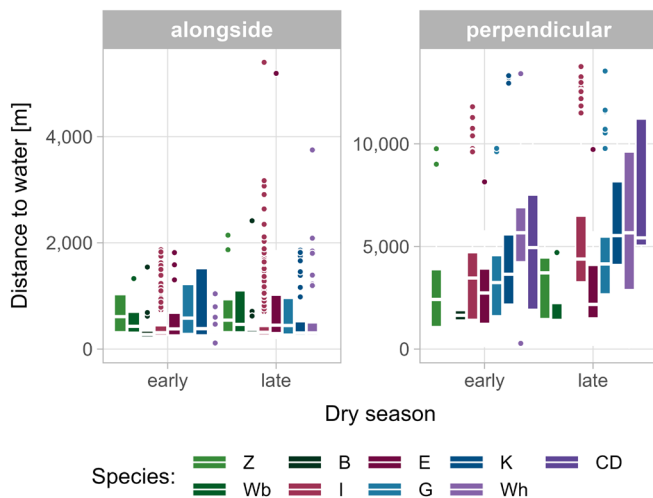 alongside
perpendicular
Distance to water [m]
4,000
2,000
0
10,000
5,000
0
early
late
early
late
Dry season
Species:
Z
B
E
K
CD
Wb
I
G
Wh